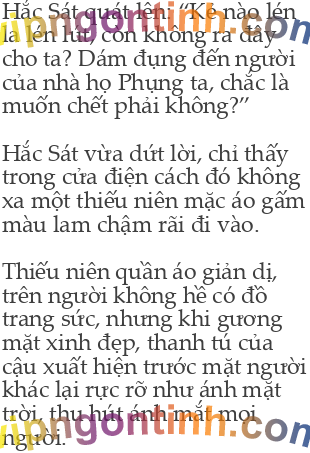 Hắc Sát quát lên: “Kẻ nào lén
lả lén lút, còn không ra đây
cho ta? Dám đụng đến người
của nhà họ Phụng ta, chắc là
muốn chết phải không?”
Hắc Sát vừa dứt lời, chỉ thấy
trong cửa điện cách đó không
xa một thiếu niên mặc áo gấm
màu lam chậm rãi đi vào.
Thiếu niên quần áo giản dị,
trên người không hề có đồ
trang sức, nhưng khi gương
mặt xinh đẹp, thanh tú của
cậu xuất hiện trước mặt người
khác lại rực rỡ như ánh mặt
trời, thu hút ánh mắt mọi
người.
vipngontinh.com
vipngontinh.com